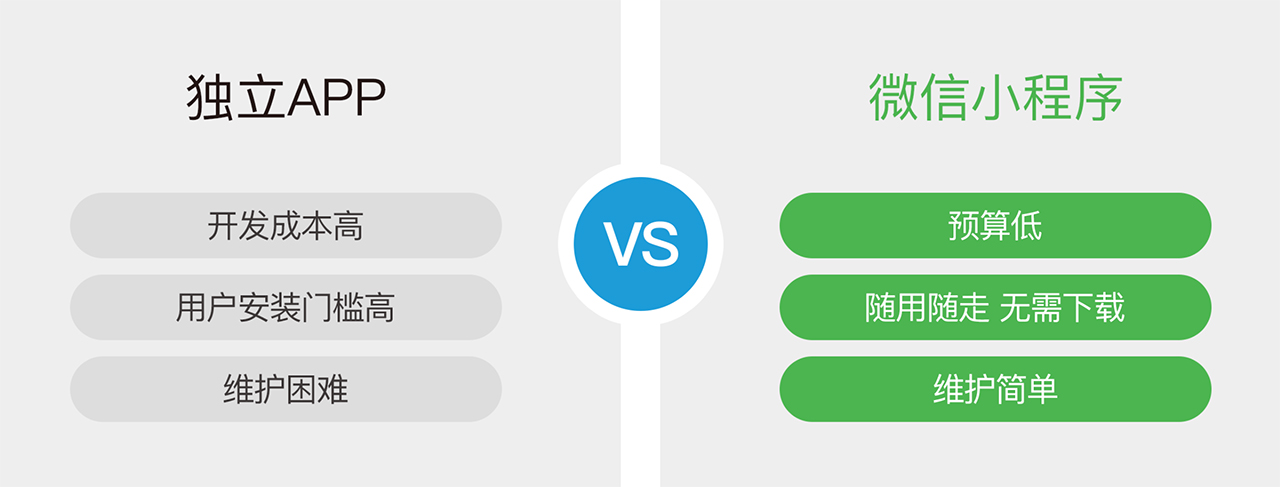 独立APP
开发成本高
用户安装门槛高
维护困难
VS
微信小程序
预算低
随用随走 无需下载
维护简单